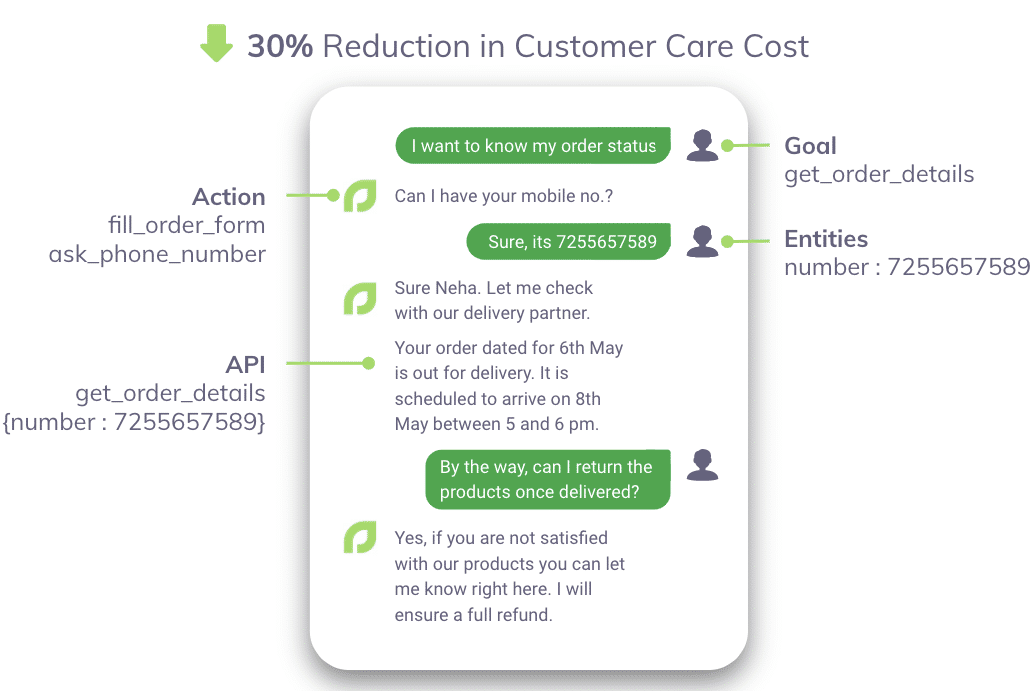 30% Reduction in Customer Care Cost
I want to know my order status
Goal
get_order_details
Action
fill_order_form
ask_phone_number
Can I have your mobile no.?
Sure, its 7255657589
Entities
number : 7255657589
Sure Neha. Let me check
with our delivery partner.
API
get_order_details
{number : 7255657589}
Your order dated for 6th May
is out for delivery. It is
scheduled to arrive on 8th
May between 5 and 6 pm.
By the way, can I return the
products once delivered?
Yes, if you are not satisfied
with our products you can let
me know right here. I will
ensure a full refund.